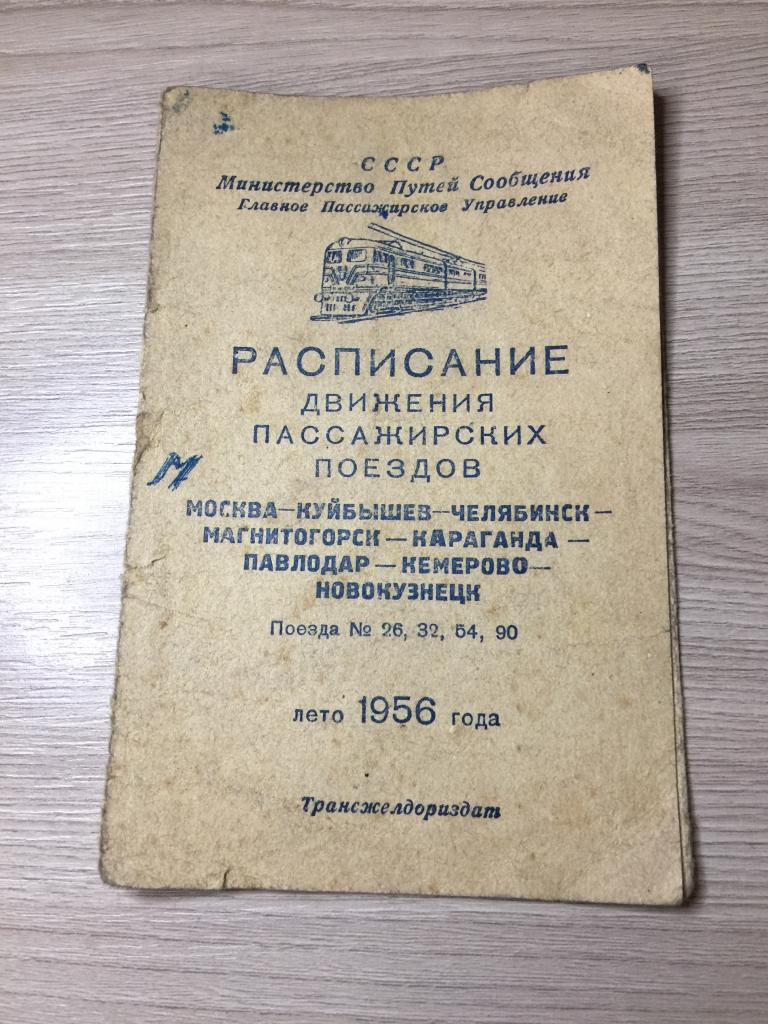 СССР
Министерство Путей Сообщения
Главное Пассажирское Управление
РАСПИСАНИЕ
ДВИЖЕНИЯ
ПАССАЖИРСКИХ
ПОЕЗДОВ
М
МОСКВА—КУЙБЫШЕВ—ЧЕЛЯБИНСК—
МАГНИТОГОРСК—КАРАГАНДА—
ПАВЛОДАР—КЕМЕРОВО—
НОВОКУЗНЕЦК
Поезда № 26, 32, 54, 90
лето 1956 года
Трансжелдориздат